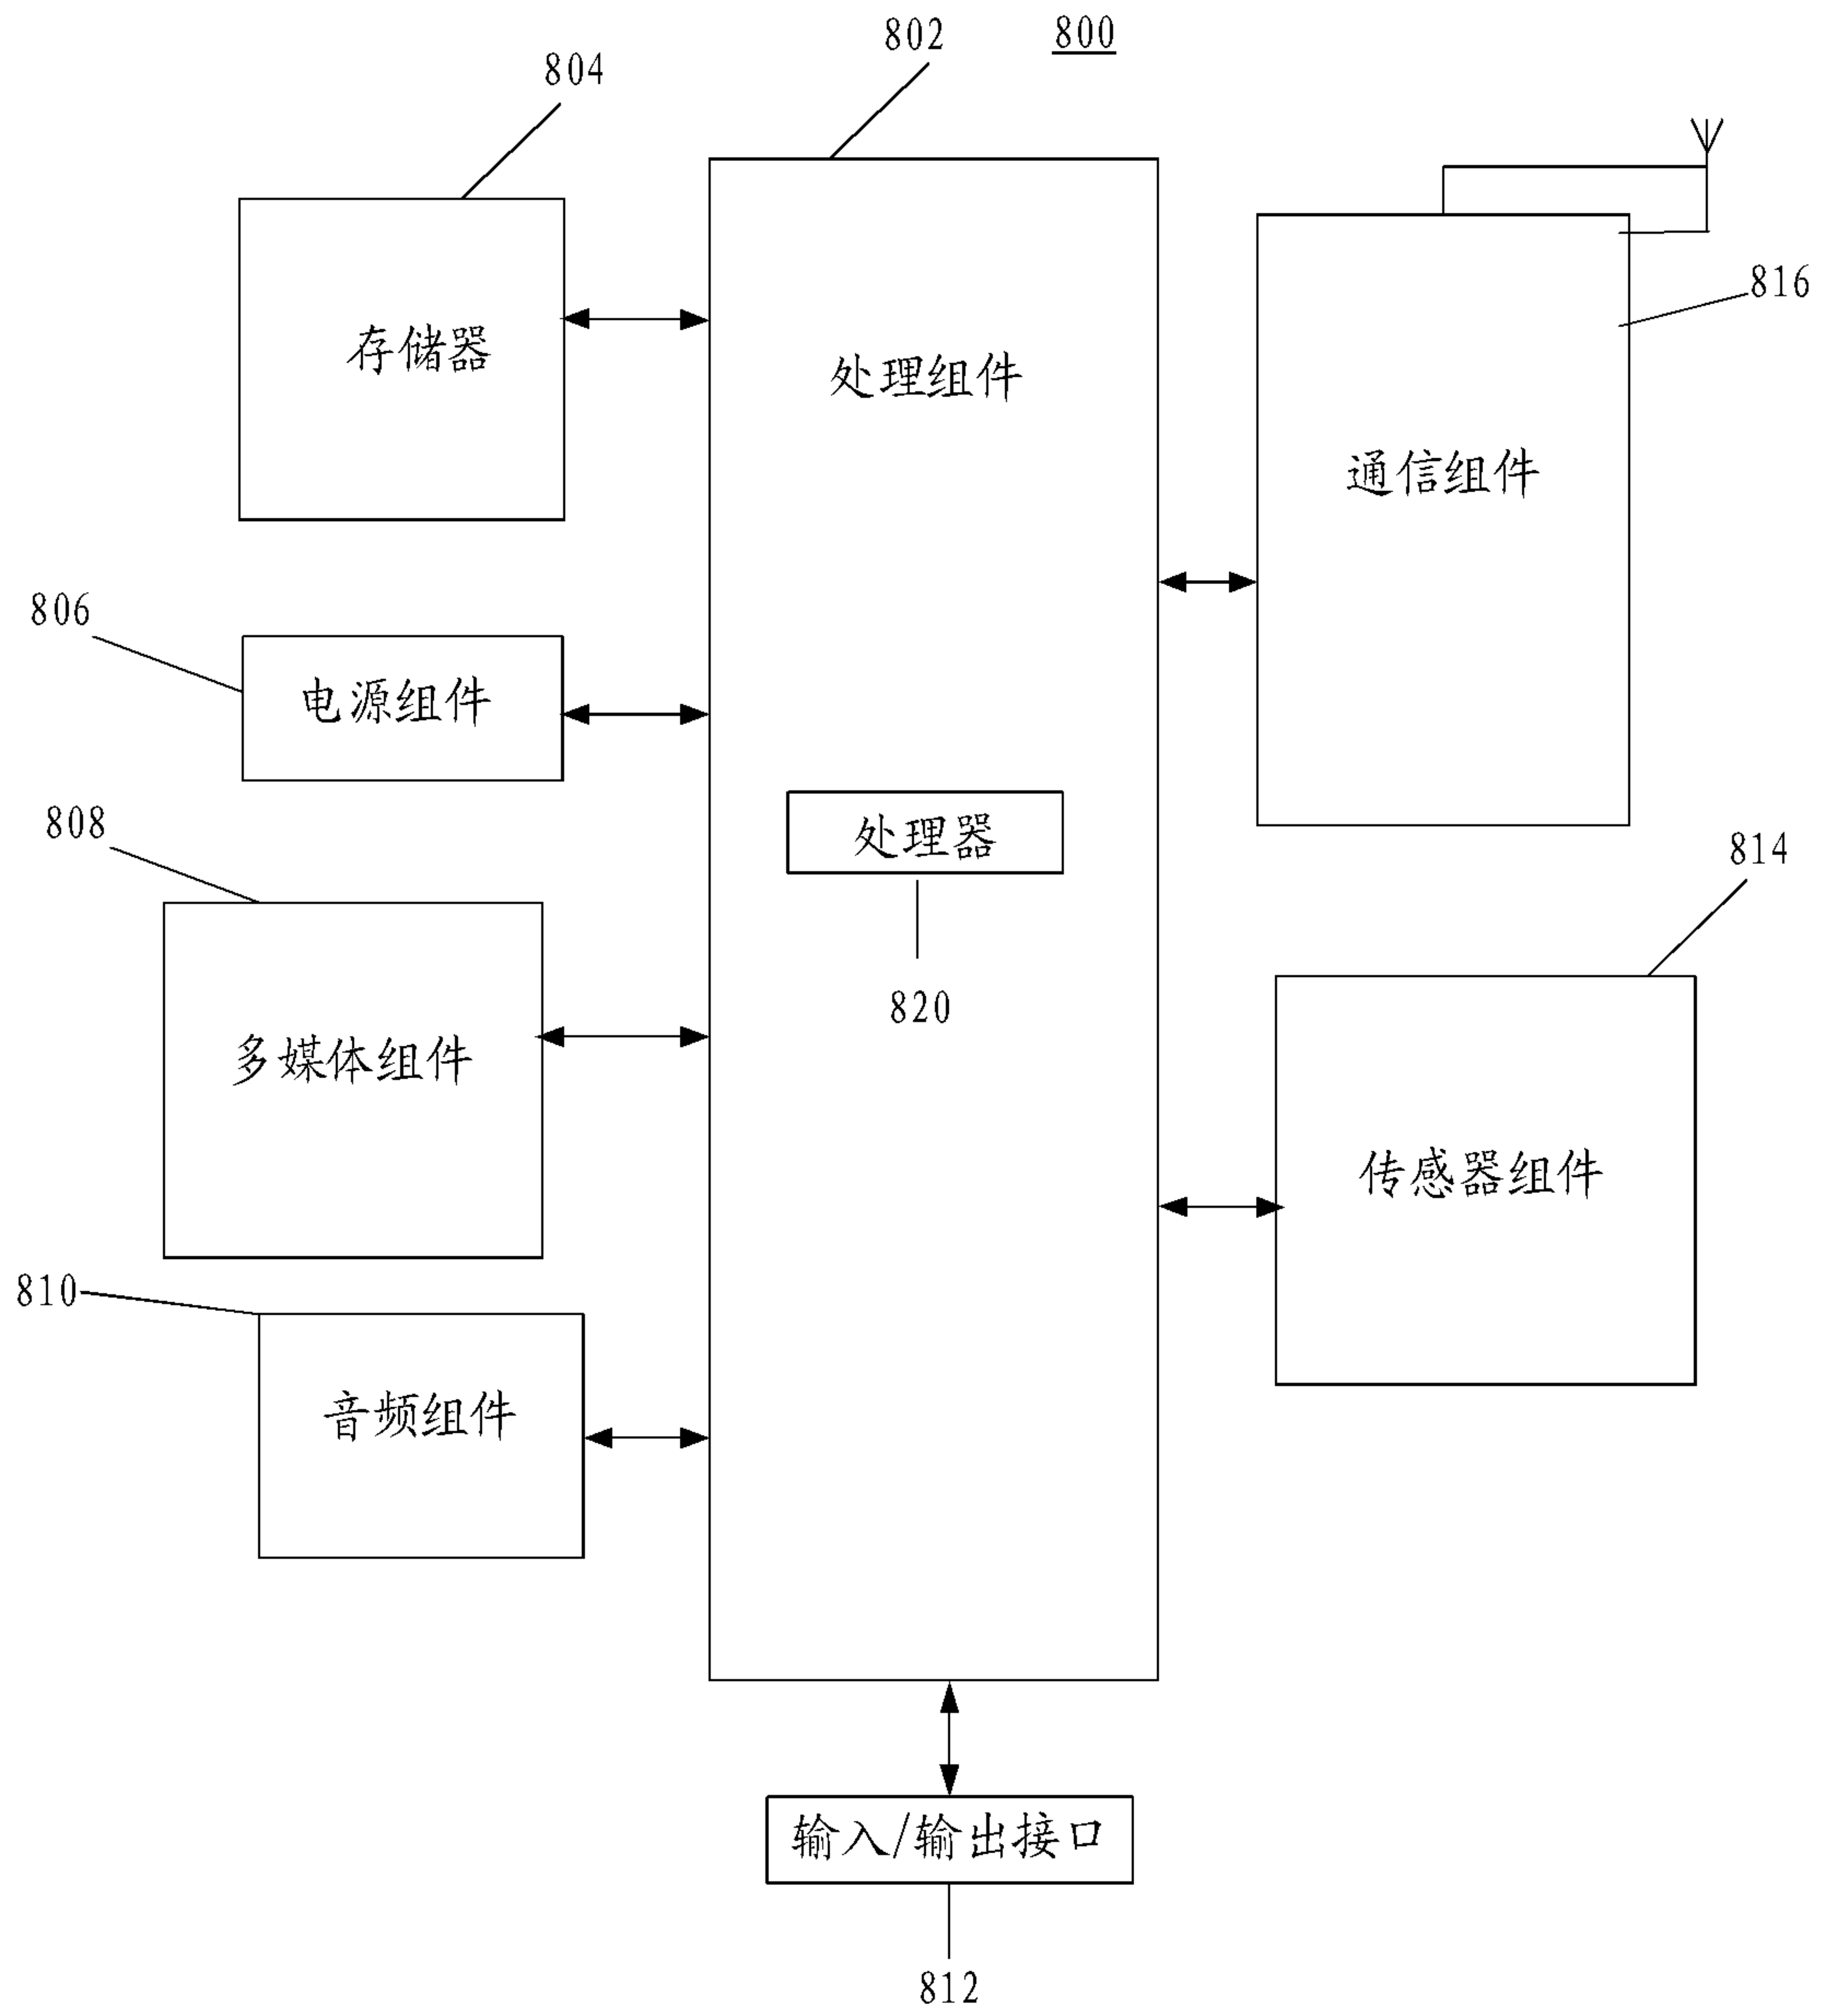 800
802
804
存储器
处理组件
816
通信组件
806
电源组件
808
处理器
814
820
多媒体组件
传感器组件
810
音频组件
输入/输出接口
812